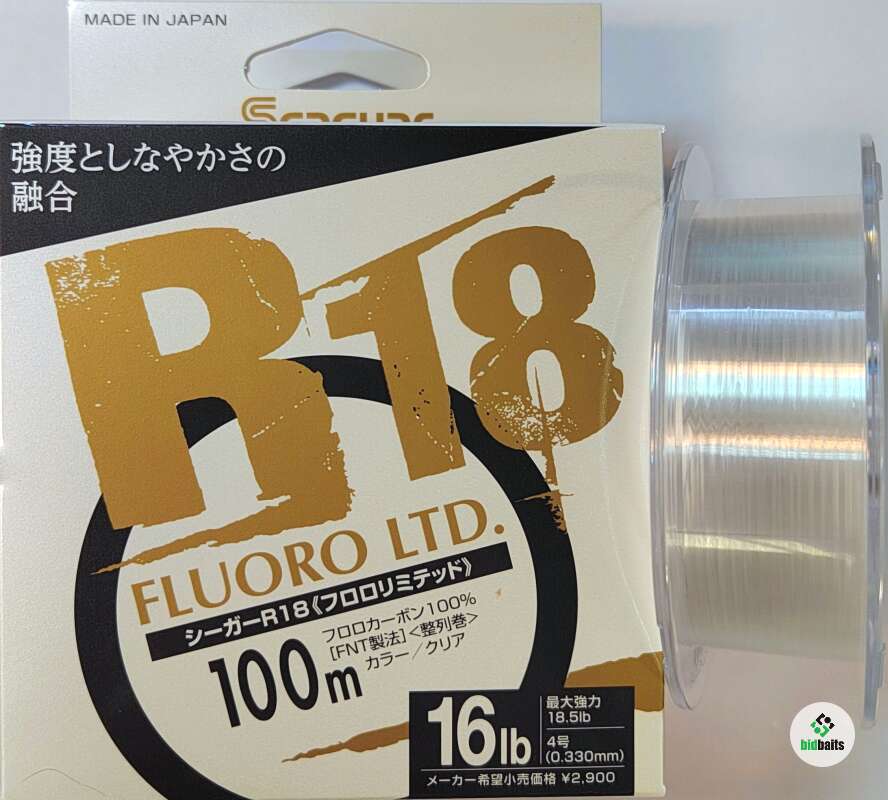 MADE IN JAPAN
Seaguar
強度としなやかさの
融合
R18
FLUORO LTD.
シーガーR18《フロロリミテッド》
100m
フロロカーボン100%
[FNT製法]<整列巻>
カラー/クリア
16lb
最大強力
18.5lb
4号
(0.330mm)
メーカー希望小売価格 ¥2,900
bidbaits